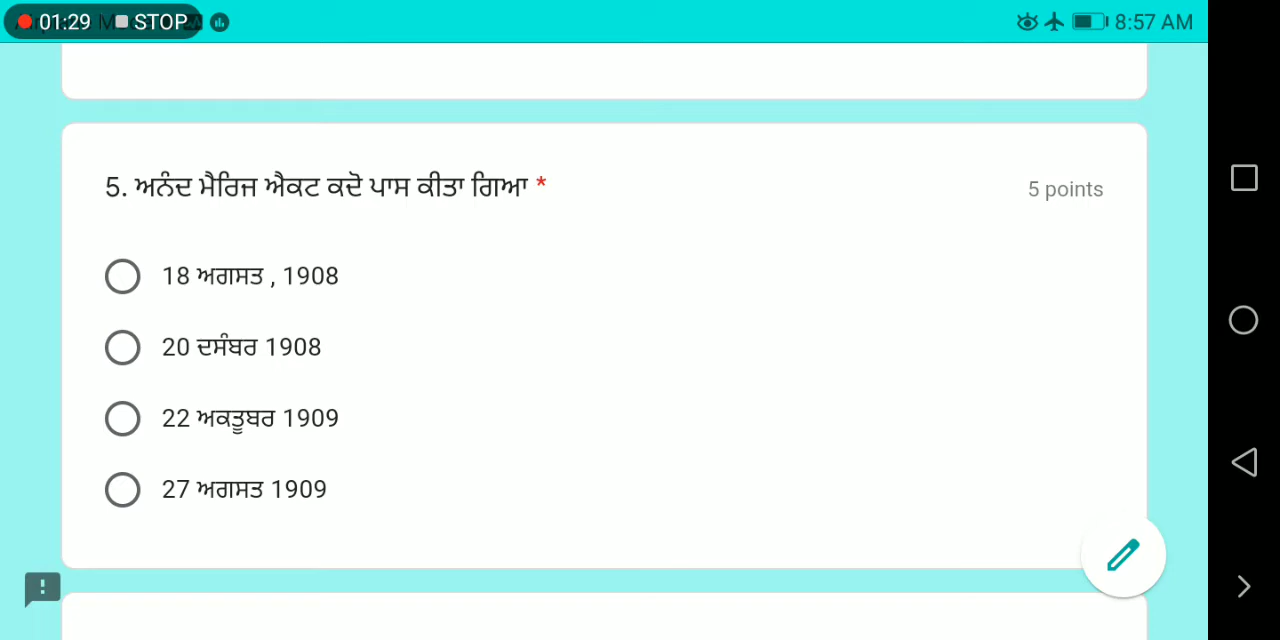 01:29 STOP 8:57 AM
5. ਅਨੰਦ ਮੈਰਿਜ ਐਕਟ ਕਦੋ ਪਾਸ ਕੀਤਾ ਗਿਆ * 5 points
18 ਅਗਸਤ , 1908
20 ਦਸੰਬਰ 1908
22 ਅਕਤੂਬਰ 1909
27 ਅਗਸਤ 1909